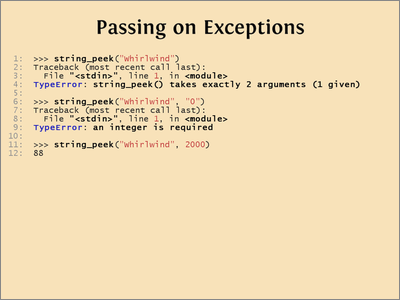 Passing on Exceptions
1: >>> string_peek("Whirlwind")
2: Traceback (most recent call last):
3:   File "<stdin>", line 1, in <module>
4: TypeError: string_peek() takes exactly 2 arguments (1 given)
5:
6: >>> string_peek("Whirlwind", "0")
7: Traceback (most recent call last):
8:   File "<stdin>", line 1, in <module>
9: TypeError: an integer is required
10:
11: >>> string_peek("Whirlwind", 2000)
12: 88